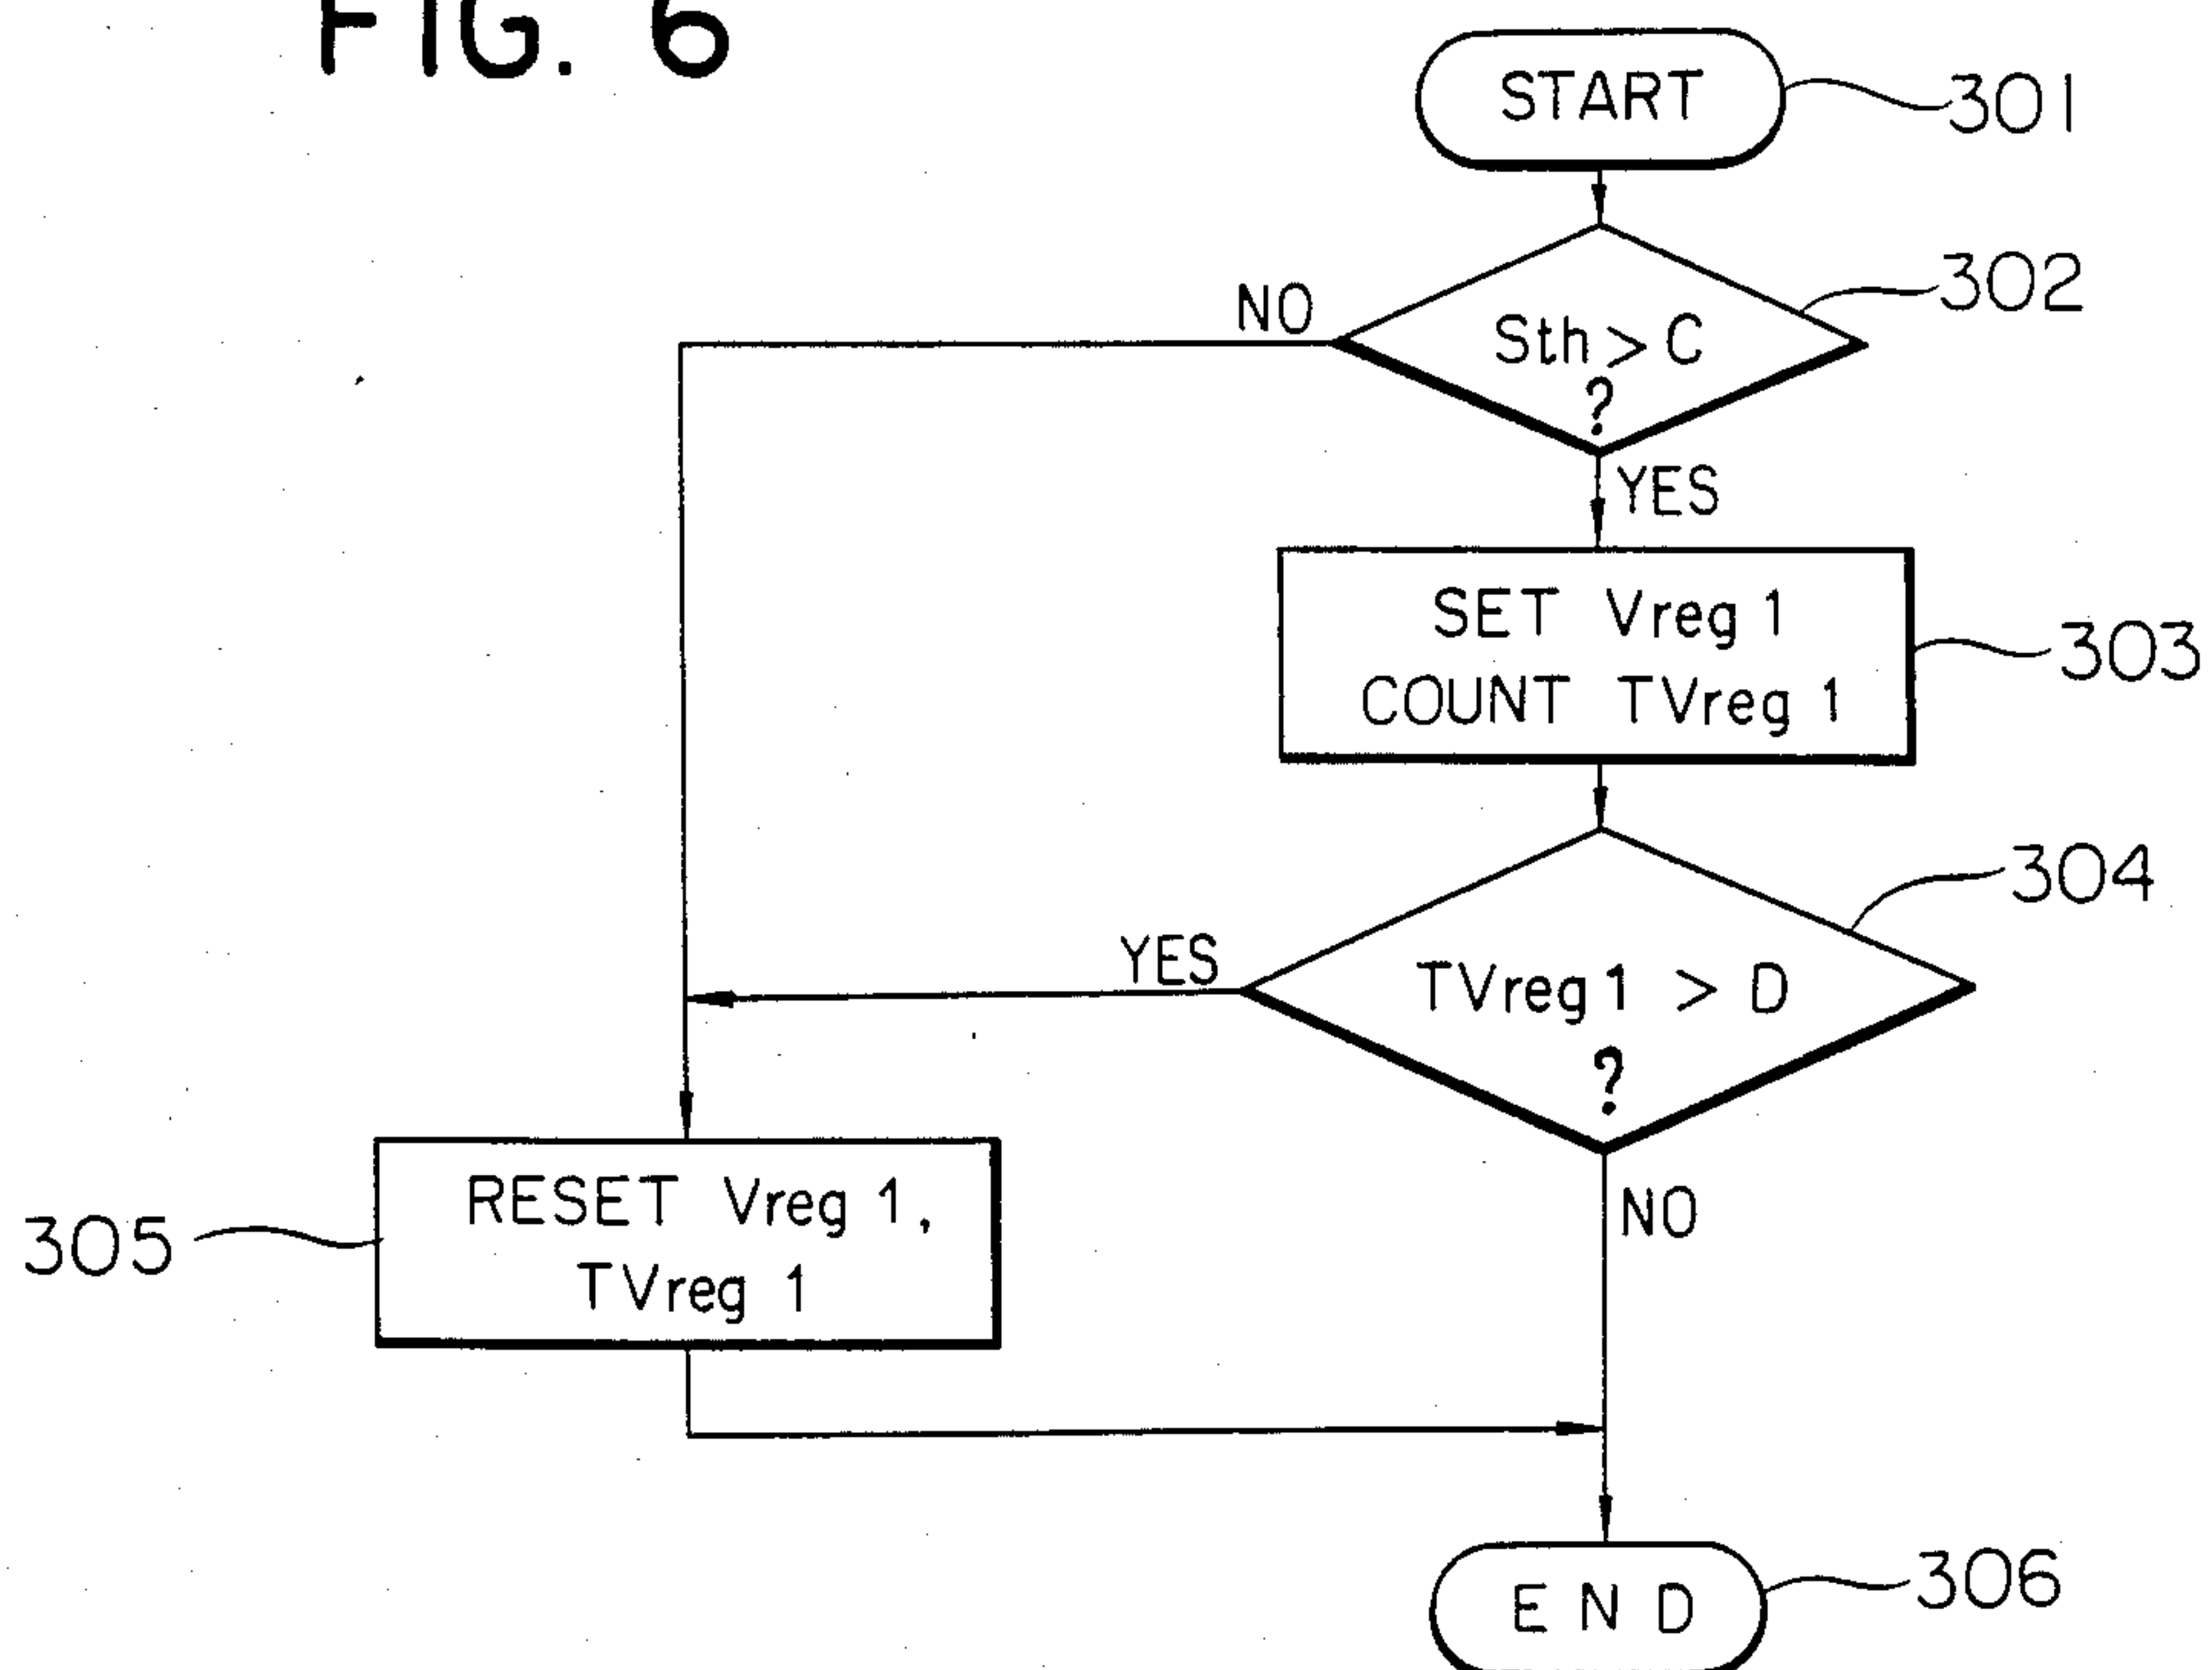 FIG. 6
START
301
302
NO
Sth > C
?
YES
SET Vreg 1
COUNT TVreg 1
303
304
YES
TVreg 1 > D
?
NO
RESET Vreg 1,
TVreg 1
305
END
306